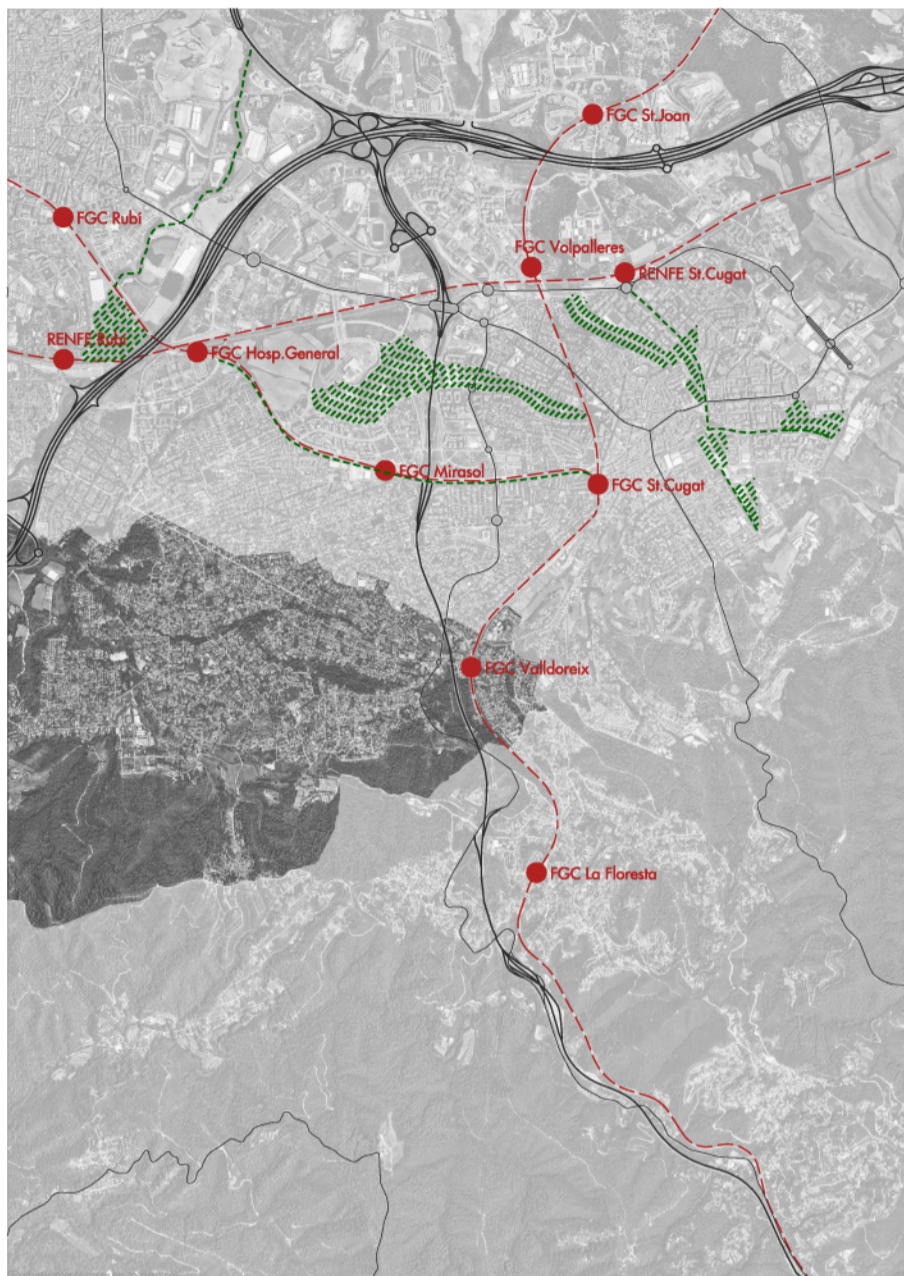 FGC St.Joan
FGC Rubí
FGC Volpalleres
RENFE St.Cugat
RENFE Rubí
FGC Hosp.General
FGC Mirasol
FGC St.Cugat
FGC Valldoreix
FGC La Floresta